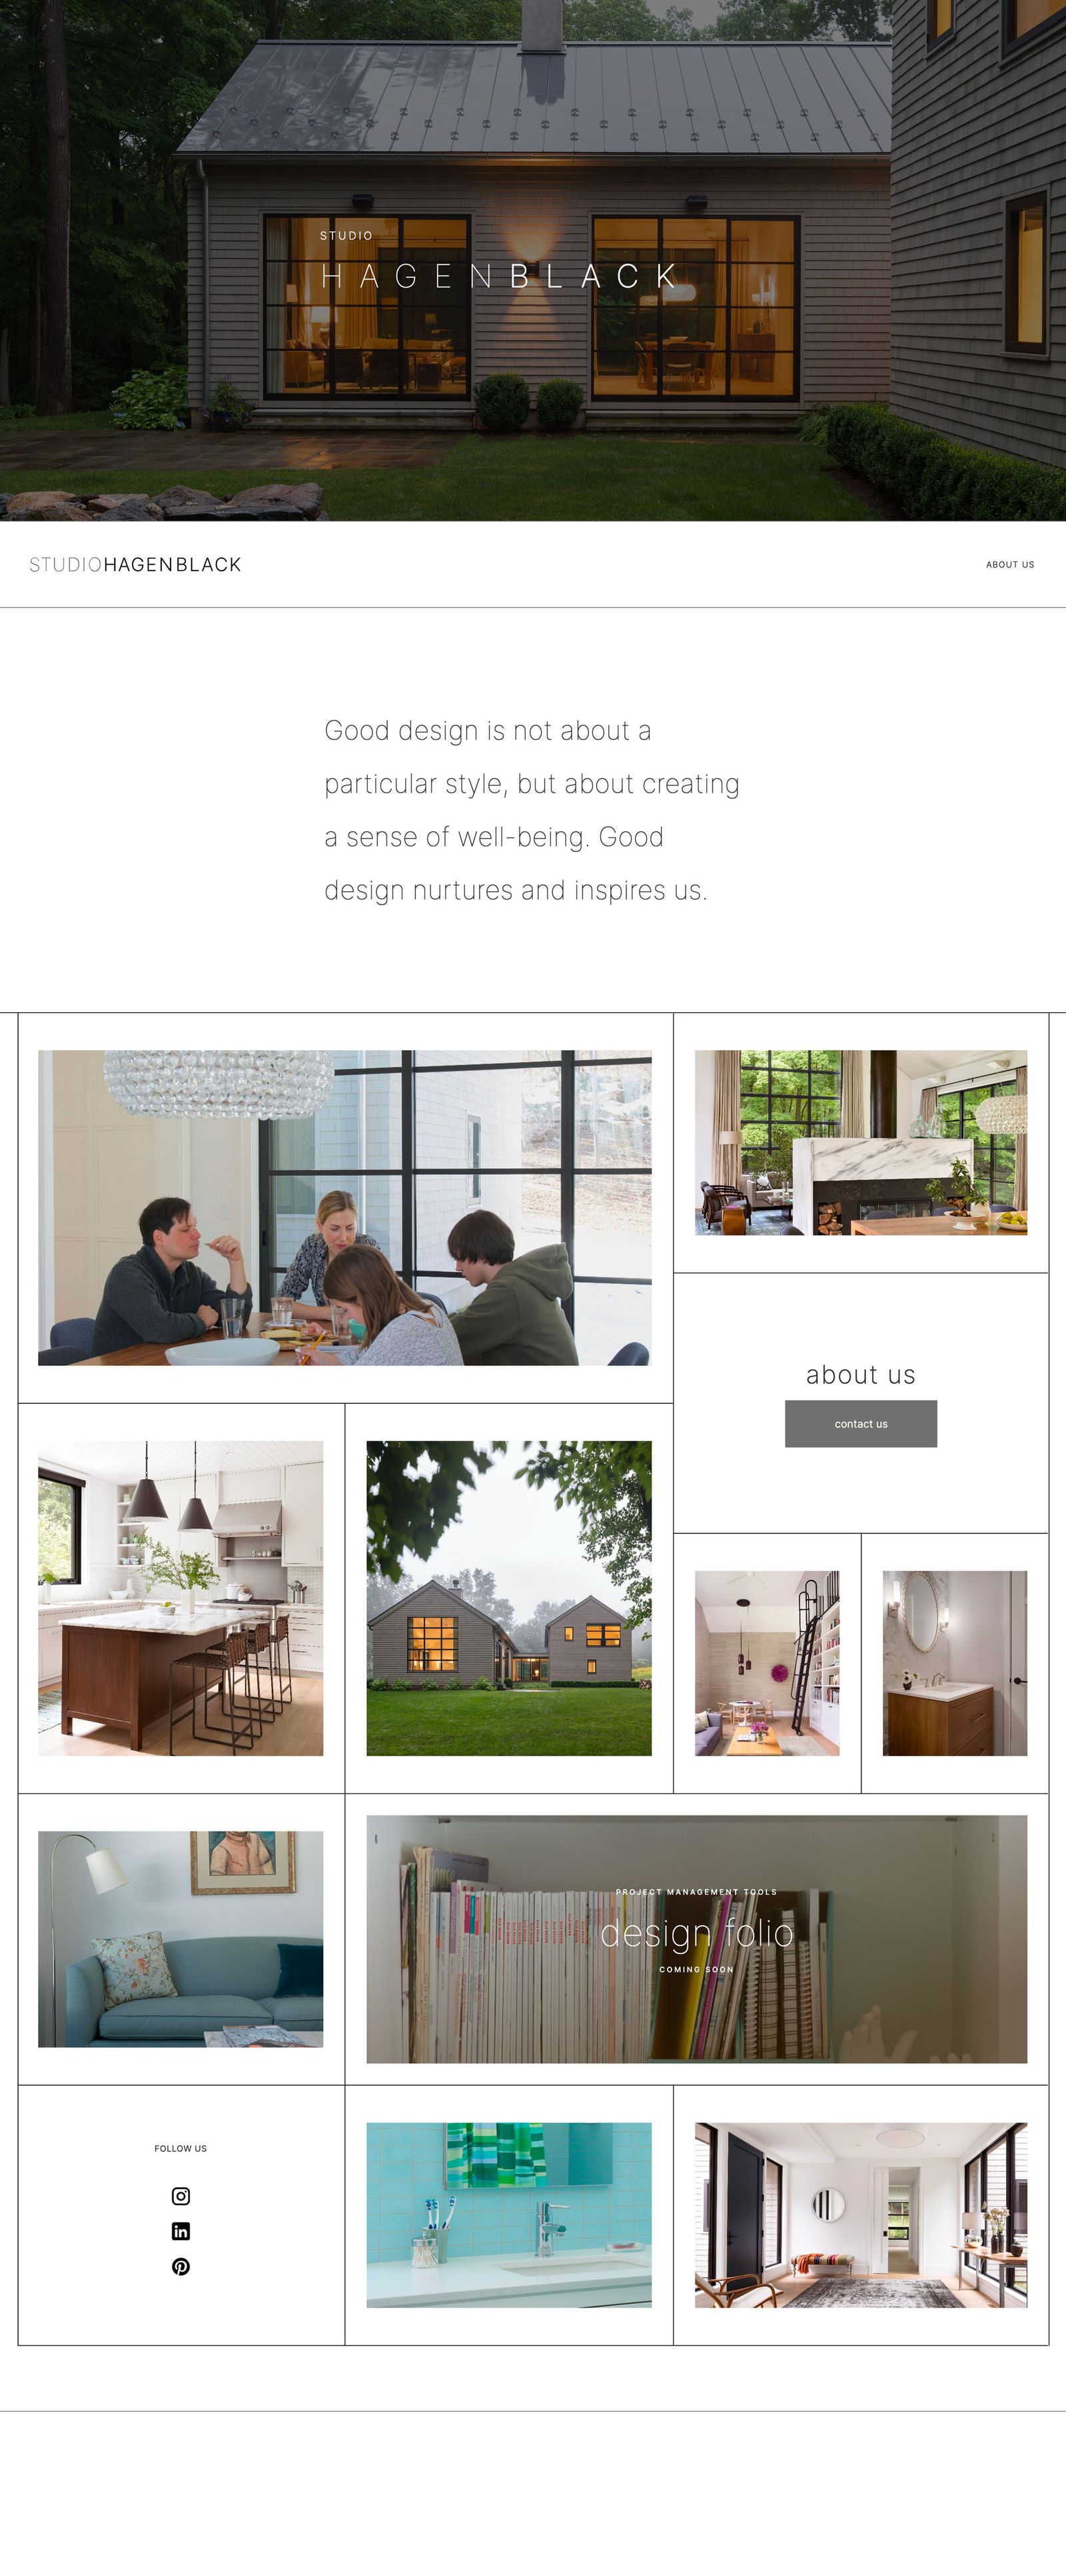 STUDIO
HAGENBLACK
STUDIOHAGENBLACK
ABOUT US
Good design is not about a
particular style, but about creating
a sense of well-being. Good
design nurtures and inspires us.
about us
contact us
PROJECT MANAGEMENT TOOLS
design folio
COMING SOON
FOLLOW US